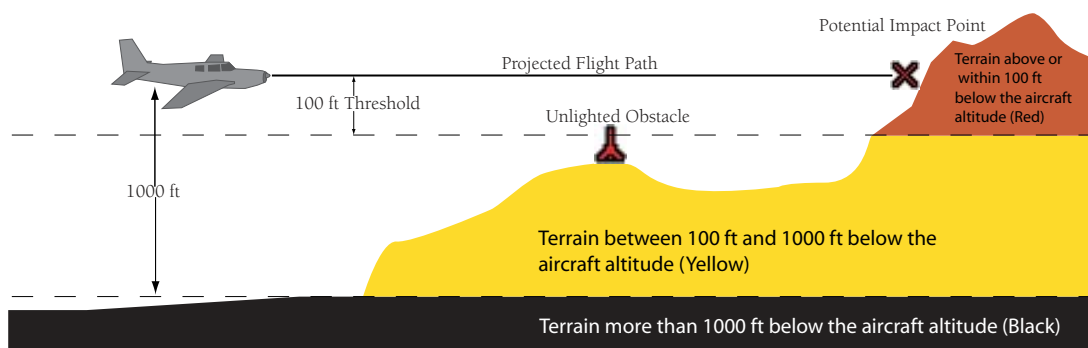 Potential Impact Point
Projected Flight Path
Terrain above or
within 100 ft
below the aircraft
altitude (Red)
100 ft Threshold
Unlighted Obstacle
1000 ft
Terrain between 100 ft and 1000 ft below the
aircraft altitude (Yellow)
Terrain more than 1000 ft below the aircraft altitude (Black)